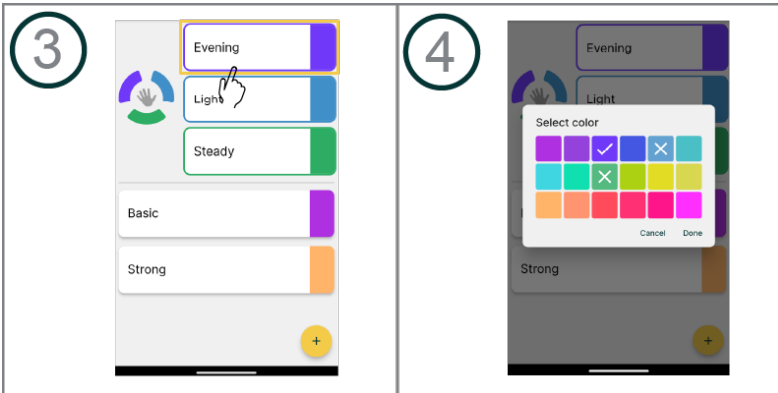 3
Evening
Light
Steady
Basic
Strong
+
4
Evening
Light
Select color
Cancel Done
Strong
+